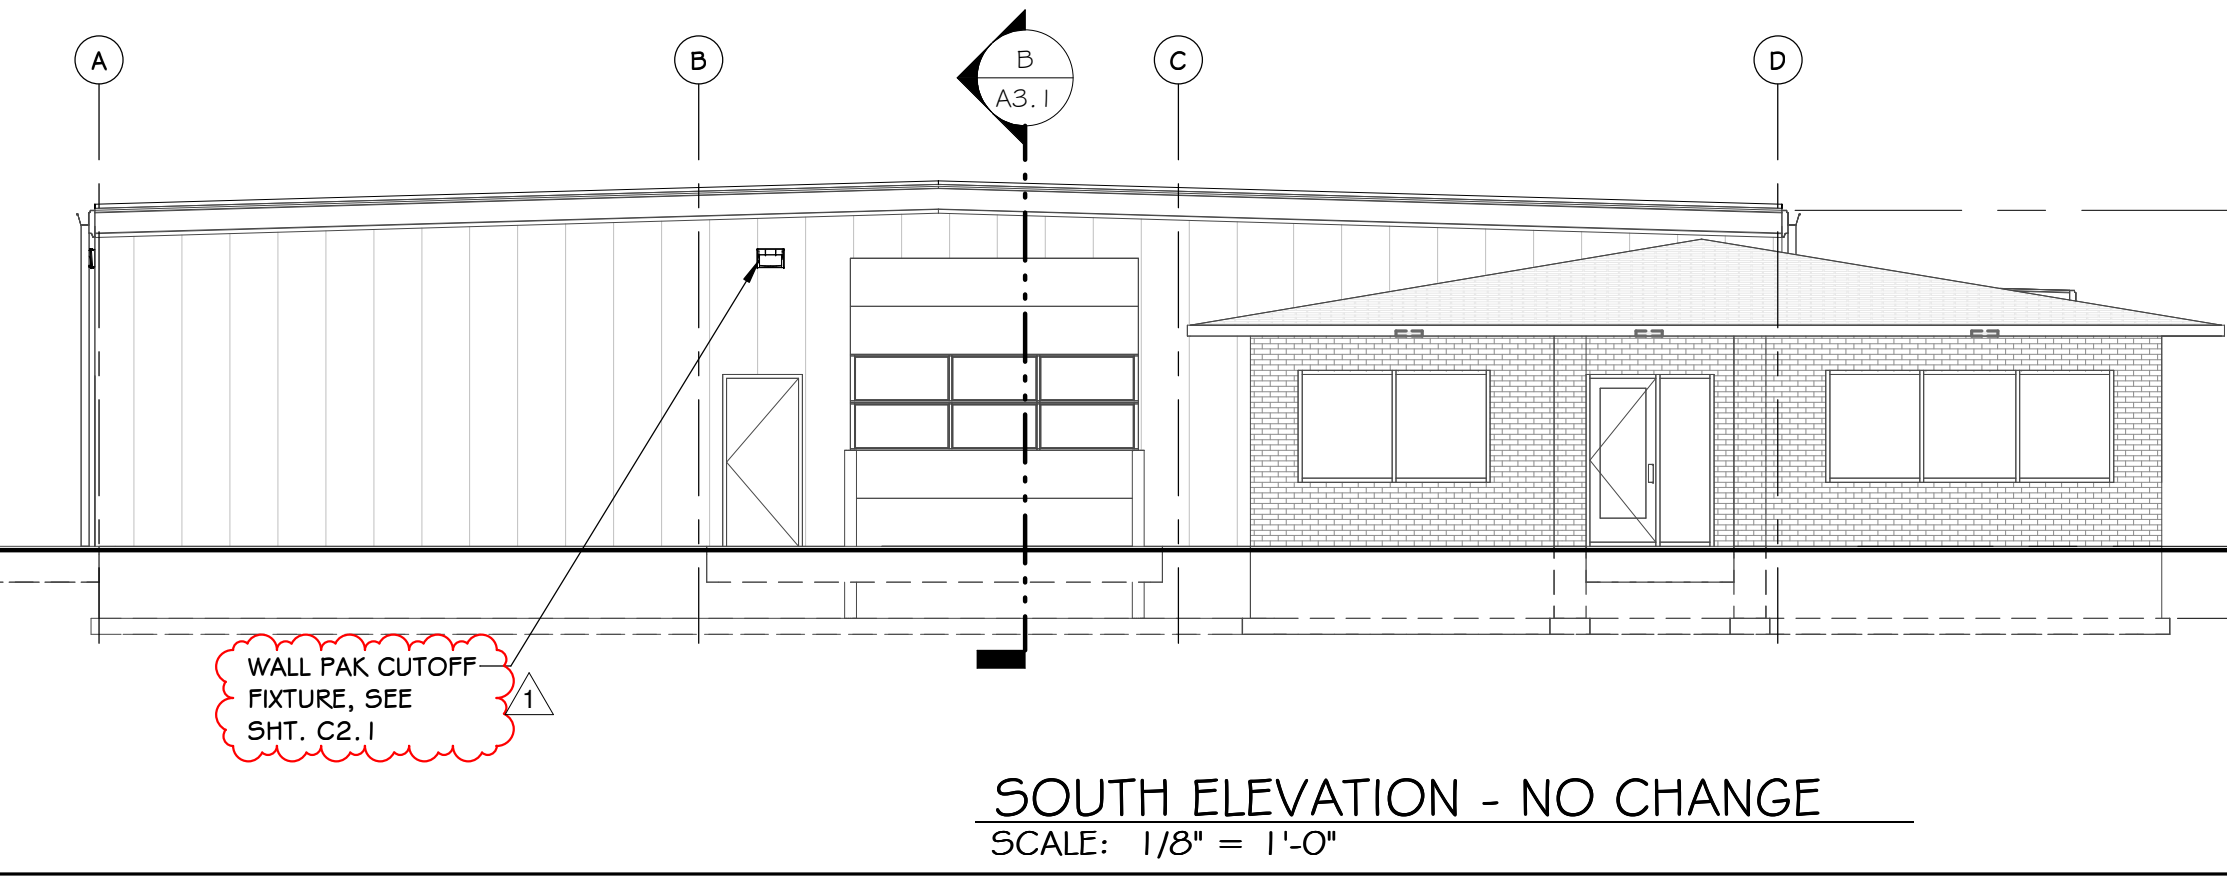 A
B
B
A3.1
C
D
WALL PAK CUTOFF
FIXTURE, SEE
SHT. C2.1
1
SOUTH ELEVATION - NO CHANGE
SCALE: 1/8" = 1'-0"